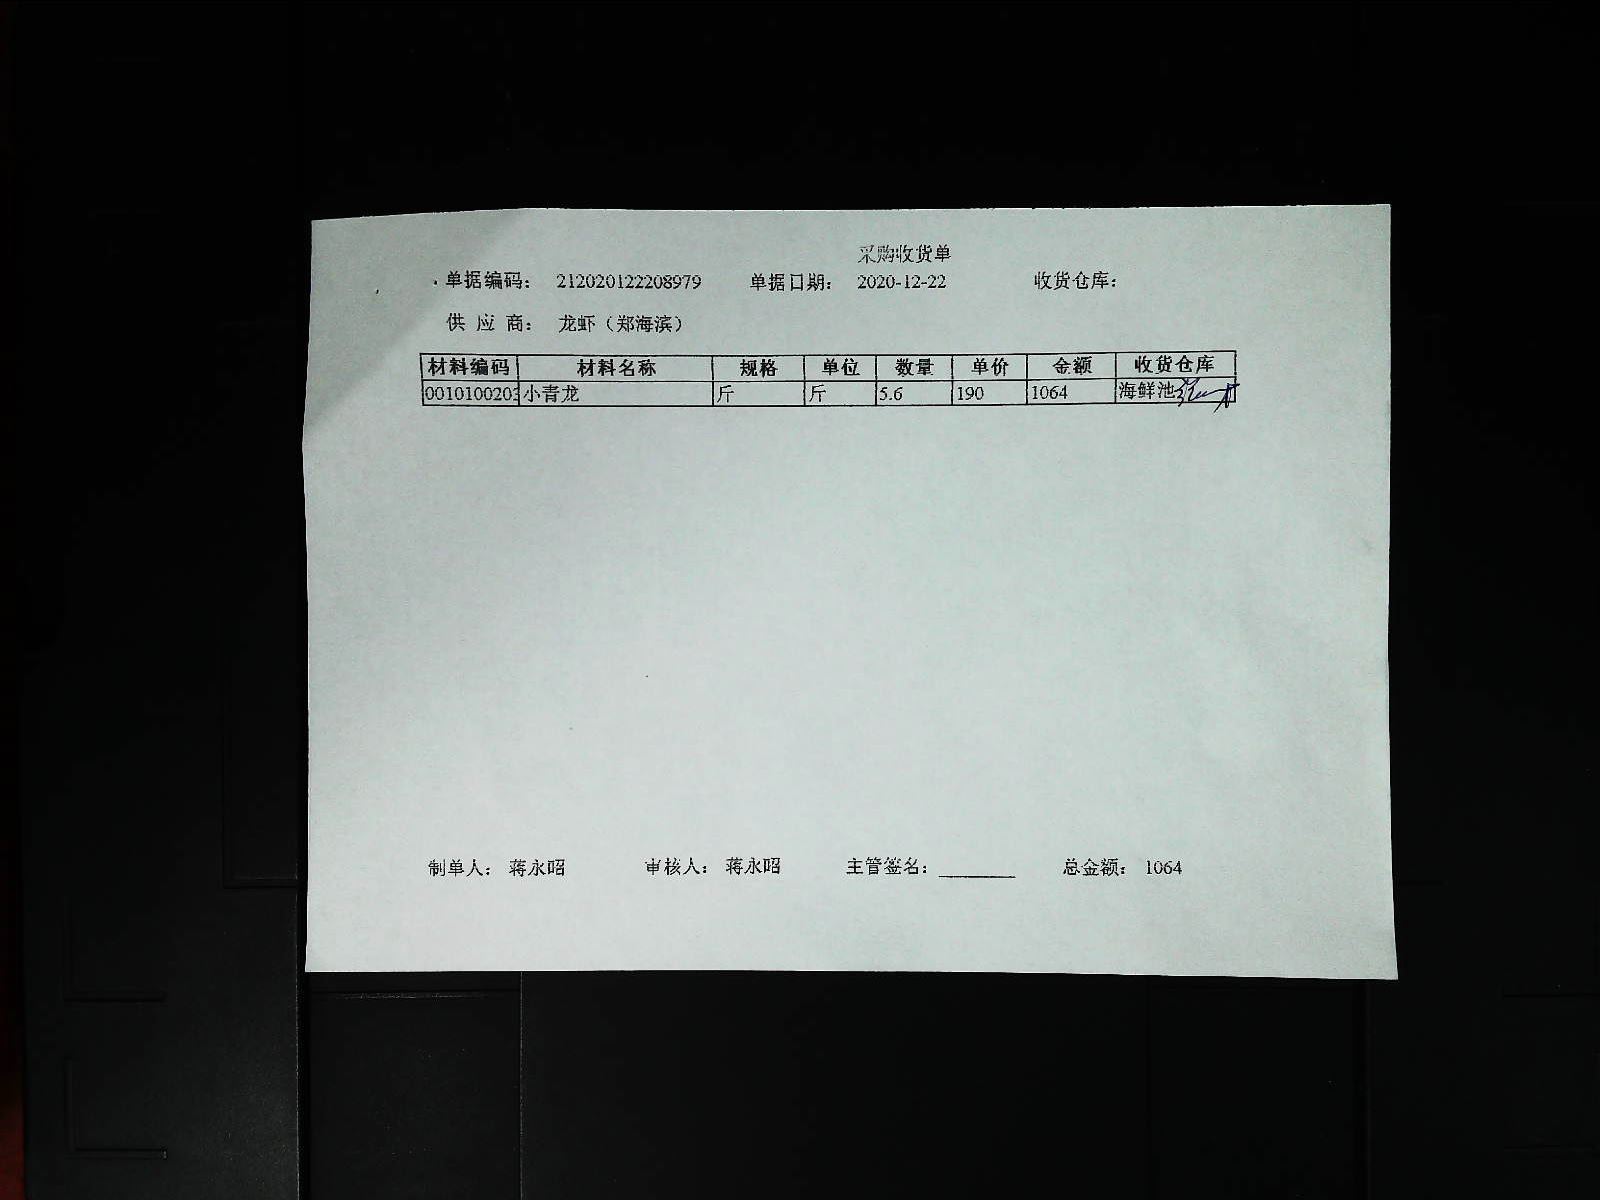 采购收货单
单据编码： 212020122208979 单据日期： 2020-12-22 收货仓库：
供 应 商： 龙虾（郑海滨）
材料编码 材料名称 规格 单位 数量 单价 金额 收货仓库
0010100203 小青龙 斤 斤 5.6 190 1064 海鲜池
制单人： 蒋永昭 审核人： 蒋永昭 主管签名： 总金额： 1064